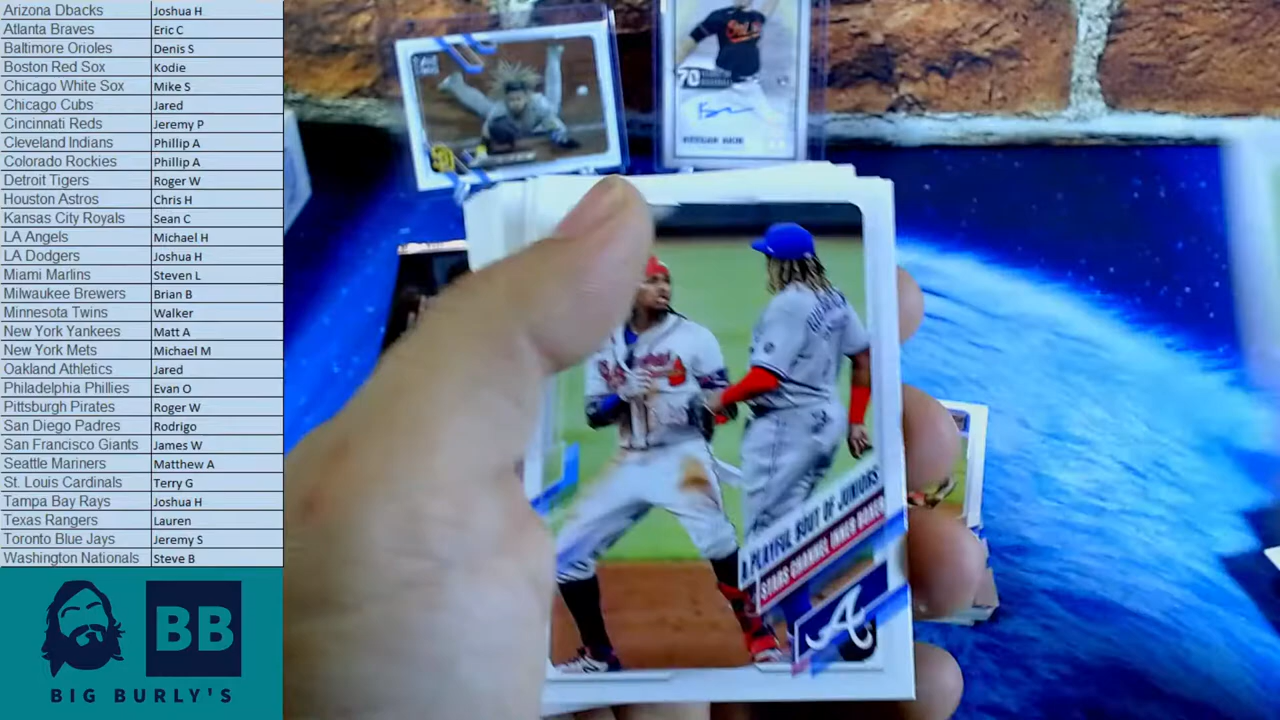 Arizona Dbacks Joshua H
Atlanta Braves Eric C
Baltimore Orioles Denis S
Boston Red Sox Kodie
Chicago White Sox Mike S
Chicago Cubs Jared
Cincinnati Reds Jeremy P
Cleveland Indians Phillip A
Colorado Rockies Phillip A
Detroit Tigers Roger W
Houston Astros Chris H
Kansas City Royals Sean C
LA Angels Michael H
LA Dodgers Joshua H
Miami Marlins Steven L
Milwaukee Brewers Brian B
Minnesota Twins Walker
New York Yankees Matt A
New York Mets Michael M
Oakland Athletics Jared
Philadelphia Phillies Evan O
Pittsburgh Pirates Roger W
San Diego Padres Rodrigo
San Francisco Giants James W
Seattle Mariners Matthew A
St. Louis Cardinals Terry G
Tampa Bay Rays Joshua H
Texas Rangers Lauren
Toronto Blue Jays Jeremy S
Washington Nationals Steve B
BB
BIG BURLY'S
70
A PLAYFUL BOUT OF JUNIORS
STARS CHANNEL INNER BOXER
A